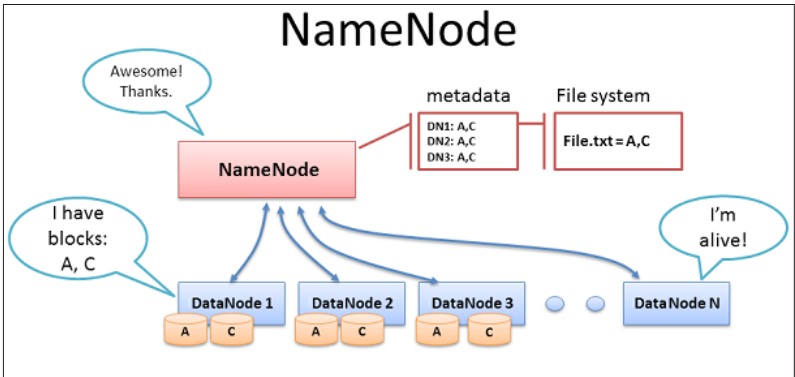 NameNode
Awesome!
Thanks.
metadata
File system
DN1: A,C
DN2: A,C
DN3: A,C
File.txt = A,C
NameNode
I have
blocks:
A, C
I'm
alive!
DataNode 1
DataNode 2
DataNode 3
DataNode N
A
C
A
C
A
C